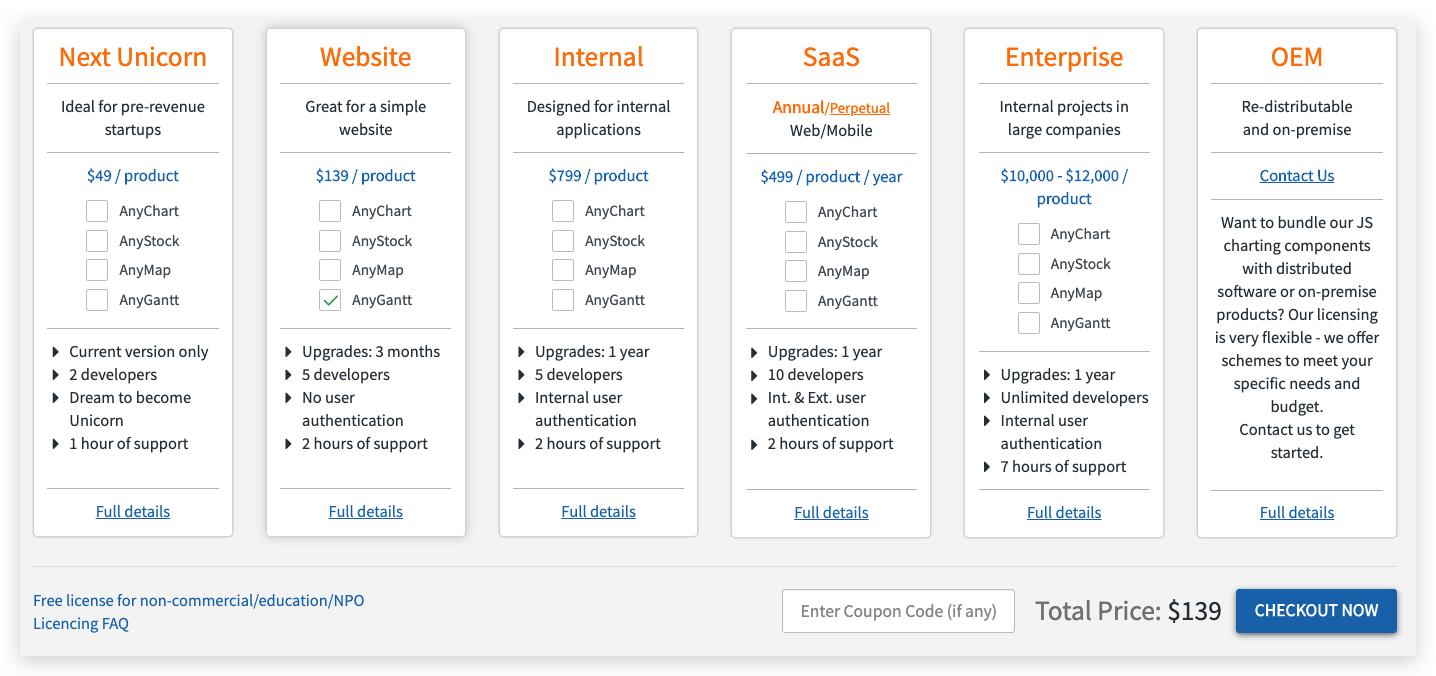 Next Unicorn
Ideal for pre-revenue
startups
$49 / product
AnyChart
AnyStock
AnyMap
AnyGantt
Current version only
2 developers
Dream to become
Unicorn
1 hour of support
Full details
Website
Great for a simple
website
$139 / product
AnyChart
AnyStock
AnyMap
AnyGantt
Upgrades: 3 months
5 developers
No user
authentication
2 hours of support
Full details
Internal
Designed for internal
applications
$799 / product
AnyChart
AnyStock
AnyMap
AnyGantt
Upgrades: 1 year
5 developers
Internal user
authentication
2 hours of support
Full details
SaaS
Annual/Perpetual
Web/Mobile
$499 / product / year
AnyChart
AnyStock
AnyMap
AnyGantt
Upgrades: 1 year
10 developers
Int. & Ext. user
authentication
2 hours of support
Full details
Enterprise
Internal projects in
large companies
$10,000 - $12,000 /
product
AnyChart
AnyStock
AnyMap
AnyGantt
Upgrades: 1 year
Unlimited developers
Internal user
authentication
7 hours of support
Full details
OEM
Re-distributable
and on-premise
Contact Us
Want to bundle our JS
charting components
with distributed
software or on-premise
products? Our licensing
is very flexible - we offer
schemes to meet your
specific needs and
budget.
Contact us to get
started.
Full details
Free license for non-commercial/education/NPO
Licencing FAQ
Enter Coupon Code (if any)
Total Price: $139
CHECKOUT NOW